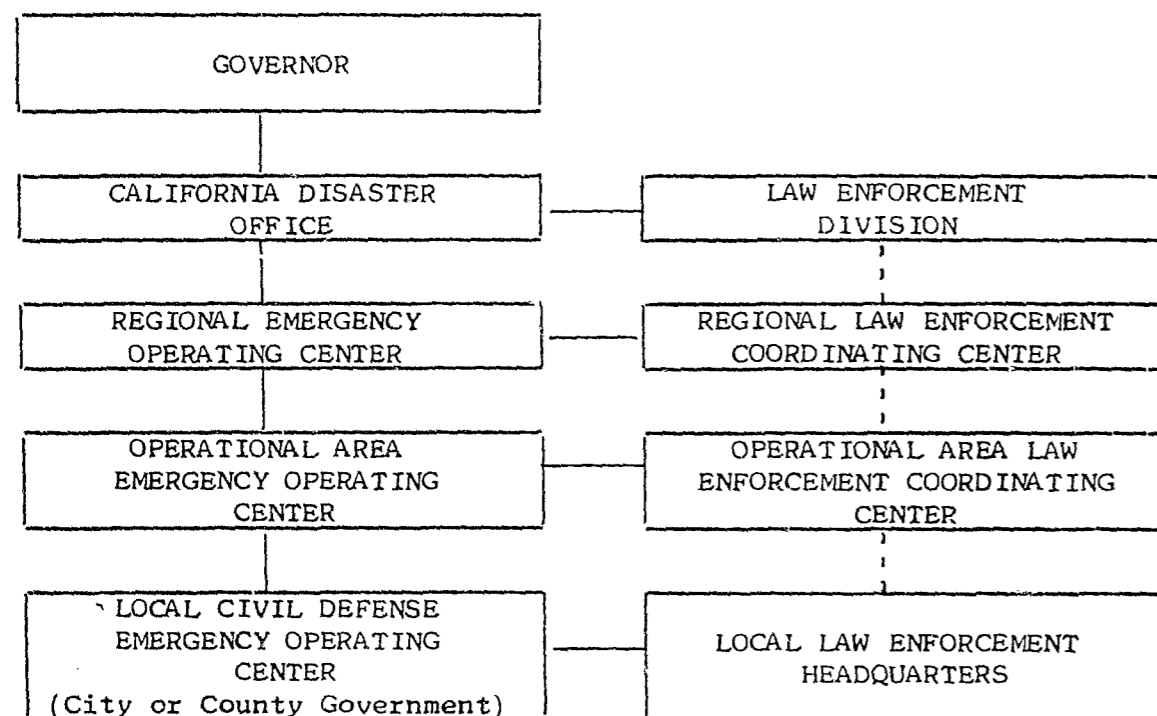 GOVERNOR
CALIFORNIA DISASTER
OFFICE
LAW ENFORCEMENT
DIVISION
REGIONAL EMERGENCY
OPERATING CENTER
REGIONAL LAW ENFORCEMENT
COORDINATING CENTER
OPERATIONAL AREA
EMERGENCY OPERATING
CENTER
OPERATIONAL AREA LAW
ENFORCEMENT COORDINATING
CENTER
LOCAL CIVIL DEFENSE
EMERGENCY OPERATING
CENTER
(City or County Government)
LOCAL LAW ENFORCEMENT
HEADQUARTERS